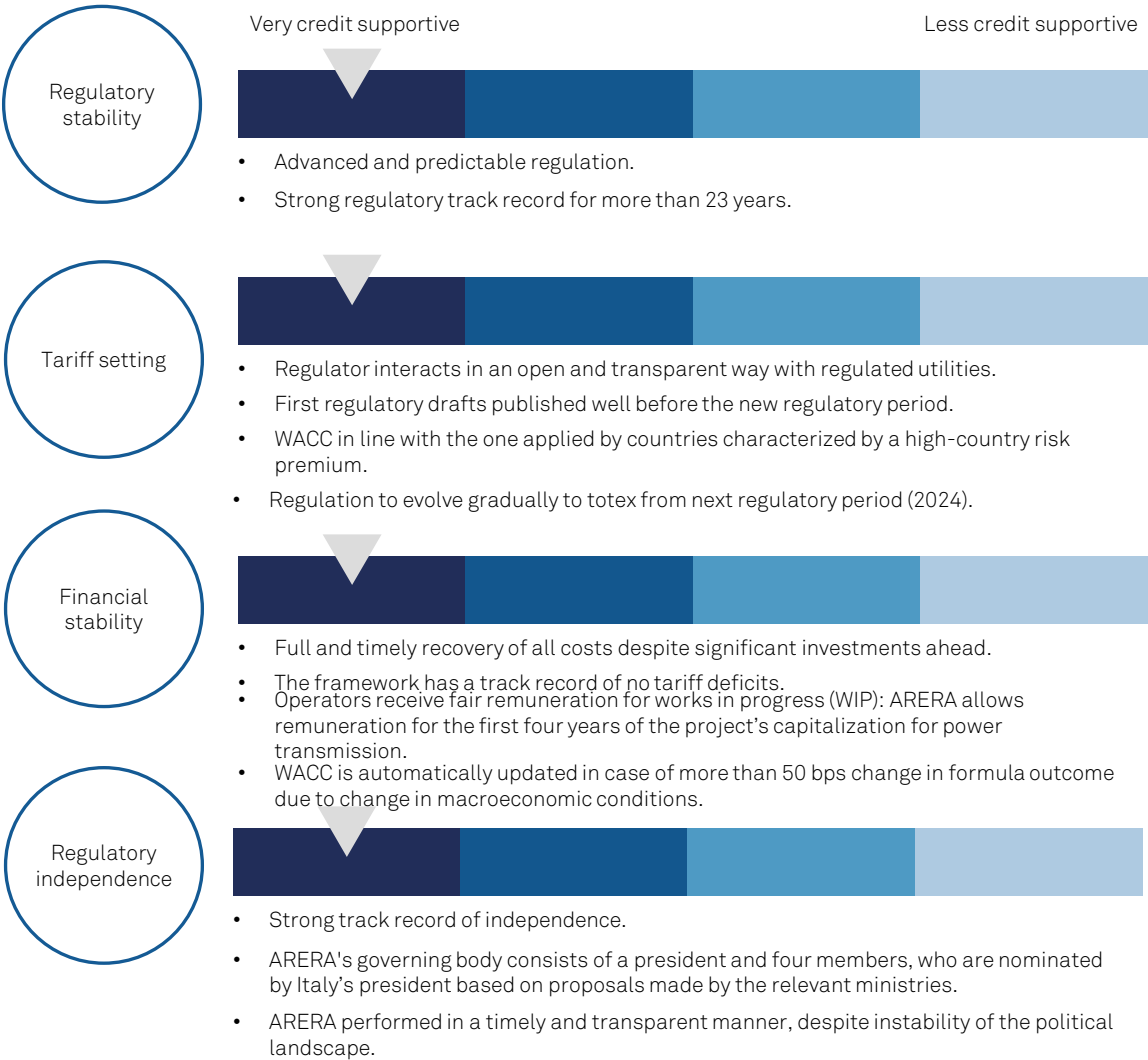 Very credit supportive
Less credit supportive
Regulatory
stability
• Advanced and predictable regulation.
• Strong regulatory track record for more than 23 years.
Tariff setting
• Regulator interacts in an open and transparent way with regulated utilities.
• First regulatory drafts published well before the new regulatory period.
• WACC in line with the one applied by countries characterized by a high-country risk
premium.
• Regulation to evolve gradually to totex from next regulatory period (2024).
Financial
stability
• Full and timely recovery of all costs despite significant investments ahead.
• The framework has a track record of no tariff deficits.
• Operators receive fair remuneration for works in progress (WIP): ARERA allows
remuneration for the first four years of the project's capitalization for power
transmission.
• WACC is automatically updated in case of more than 50 bps change in formula outcome
due to change in macroeconomic conditions.
Regulatory
independence
• Strong track record of independence.
• ARERA's governing body consists of a president and four members, who are nominated
by Italy's president based on proposals made by the relevant ministries.
• ARERA performed in a timely and transparent manner, despite instability of the political
landscape.